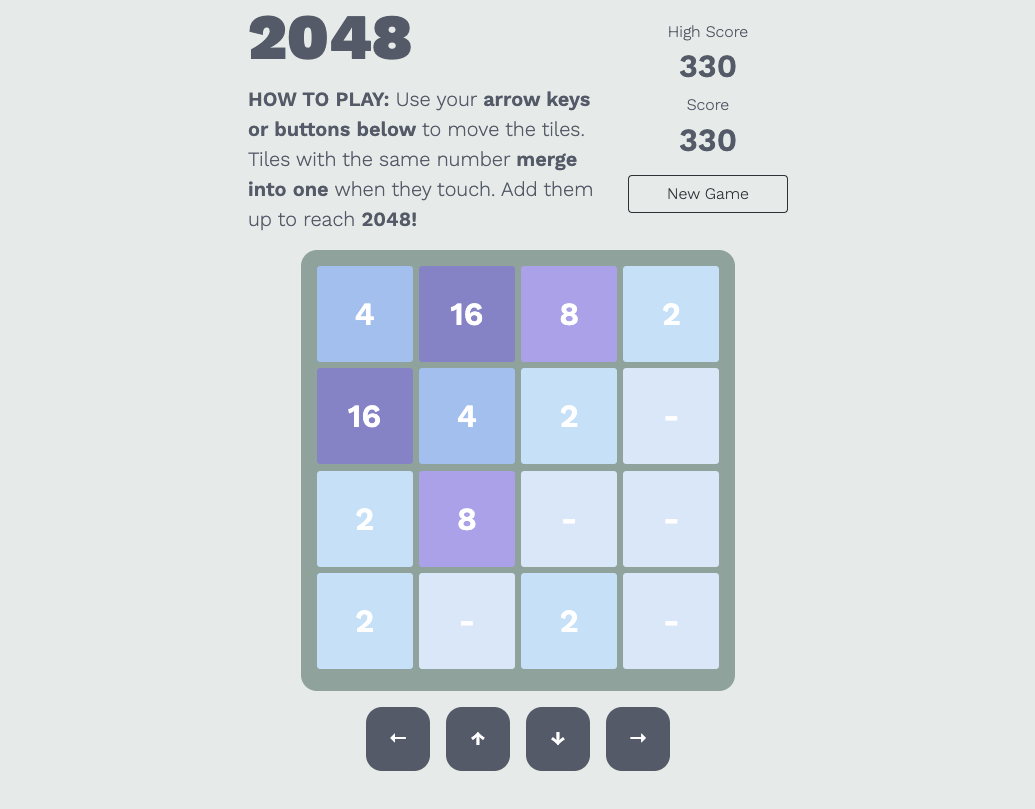 2048
HOW TO PLAY: Use your arrow keys
or buttons below to move the tiles.
Tiles with the same number merge
into one when they touch. Add them
up to reach 2048!
High Score
330
Score
330
New Game
4 16 8 2
16 4 2 -
2 8 - -
2 - 2 -
← ↑ ↓ →